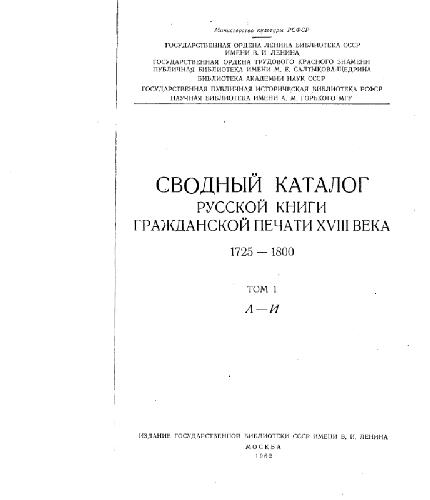 Министерство культуры РСФСР
ГОСУДАРСТВЕННАЯ ОРДЕНА ЛЕНИНА БИБЛИОТЕКА СССР
ИМЕНИ В. И. ЛЕНИНА
ГОСУДАРСТВЕННАЯ ОРДЕНА ТРУДОВОГО КРАСНОГО ЗНАМЕНИ
ПУБЛИЧНАЯ БИБЛИОТЕКА ИМЕНИ М. Е. САЛТЫКОВА-ЩЕДРИНА
БИБЛИОТЕКА АКАДЕМИИ НАУК СССР
ГОСУДАРСТВЕННАЯ ПУБЛИЧНАЯ ИСТОРИЧЕСКАЯ БИБЛИОТЕКА РСФСР
НАУЧНАЯ БИБЛИОТЕКА ИМЕНИ А. М. ГОРЬКОГО МГУ
СВОДНЫЙ КАТАЛОГ
РУССКОЙ КНИГИ
ГРАЖДАНСКОЙ ПЕЧАТИ XVIII ВЕКА
1725 — 1800
ТОМ I
А—И
ИЗДАНИЕ ГОСУДАРСТВЕННОЙ БИБЛИОТЕКИ СССР ИМЕНИ В. И. ЛЕНИНА
МОСКВА
1962